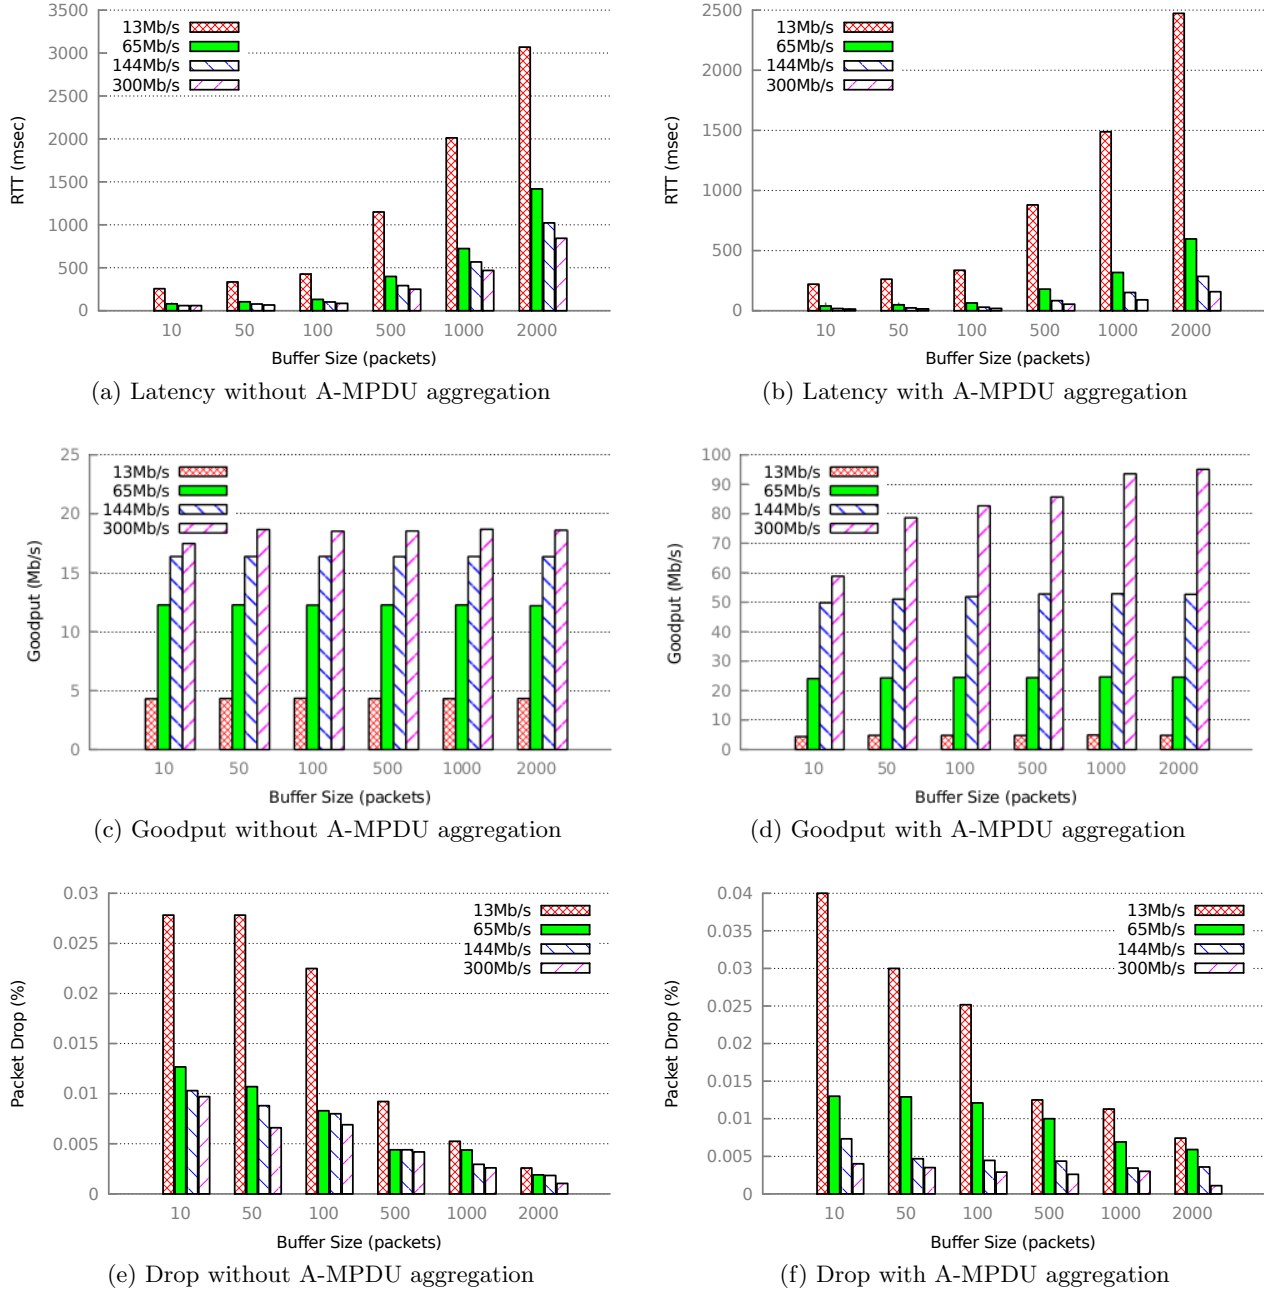 3500
3000
2500
2000
1500
1000
500
0
RTT (msec)
13Mb/s
65Mb/s
144Mb/s
300Mb/s
10 50 100 500 1000 2000
Buffer Size (packets)
(a) Latency without A-MPDU aggregation
2500
2000
1500
1000
500
0
RTT (msec)
13Mb/s
65Mb/s
144Mb/s
300Mb/s
10 50 100 500 1000 2000
Buffer Size (packets)
(b) Latency with A-MPDU aggregation
25
20
15
10
5
0
Goodput (Mb/s)
13Mb/s
65Mb/s
144Mb/s
300Mb/s
10 50 100 500 1000 2000
Buffer Size (packets)
(c) Goodput without A-MPDU aggregation
100
90
80
70
60
50
40
30
20
10
0
Goodput (Mb/s)
13Mb/s
65Mb/s
144Mb/s
300Mb/s
10 50 100 500 1000 2000
Buffer Size (packets)
(d) Goodput with A-MPDU aggregation
0.03
0.025
0.02
0.015
0.01
0.005
0
Packet Drop (%)
13Mb/s
65Mb/s
144Mb/s
300Mb/s
10 50 100 500 1000 2000
Buffer Size (packets)
(e) Drop without A-MPDU aggregation
0.04
0.035
0.03
0.025
0.02
0.015
0.01
0.005
0
Packet Drop (%)
13Mb/s
65Mb/s
144Mb/s
300Mb/s
10 50 100 500 1000 2000
Buffer Size (packets)
(f) Drop with A-MPDU aggregation